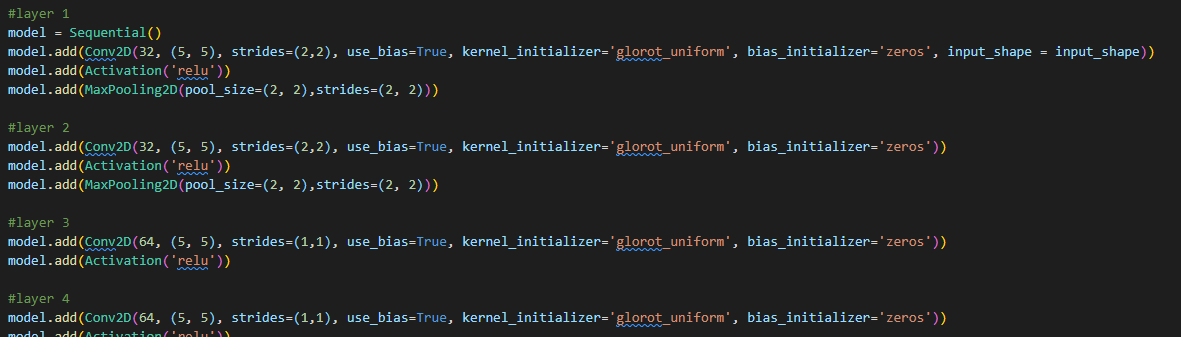 #layer 1
model = Sequential()
model.add(Conv2D(32, (5, 5), strides=(2,2), use_bias=True, kernel_initializer='glorot_uniform', bias_initializer='zeros', input_shape = input_shape))
model.add(Activation('relu'))
model.add(MaxPooling2D(pool_size=(2, 2),strides=(2, 2)))
#layer 2
model.add(Conv2D(32, (5, 5), strides=(2,2), use_bias=True, kernel_initializer='glorot_uniform', bias_initializer='zeros'))
model.add(Activation('relu'))
model.add(MaxPooling2D(pool_size=(2, 2),strides=(2, 2)))
#layer 3
model.add(Conv2D(64, (5, 5), strides=(1,1), use_bias=True, kernel_initializer='glorot_uniform', bias_initializer='zeros'))
model.add(Activation('relu'))
#layer 4
model.add(Conv2D(64, (5, 5), strides=(1,1), use_bias=True, kernel_initializer='glorot_uniform', bias_initializer='zeros'))
model.add(Activation('relu'))